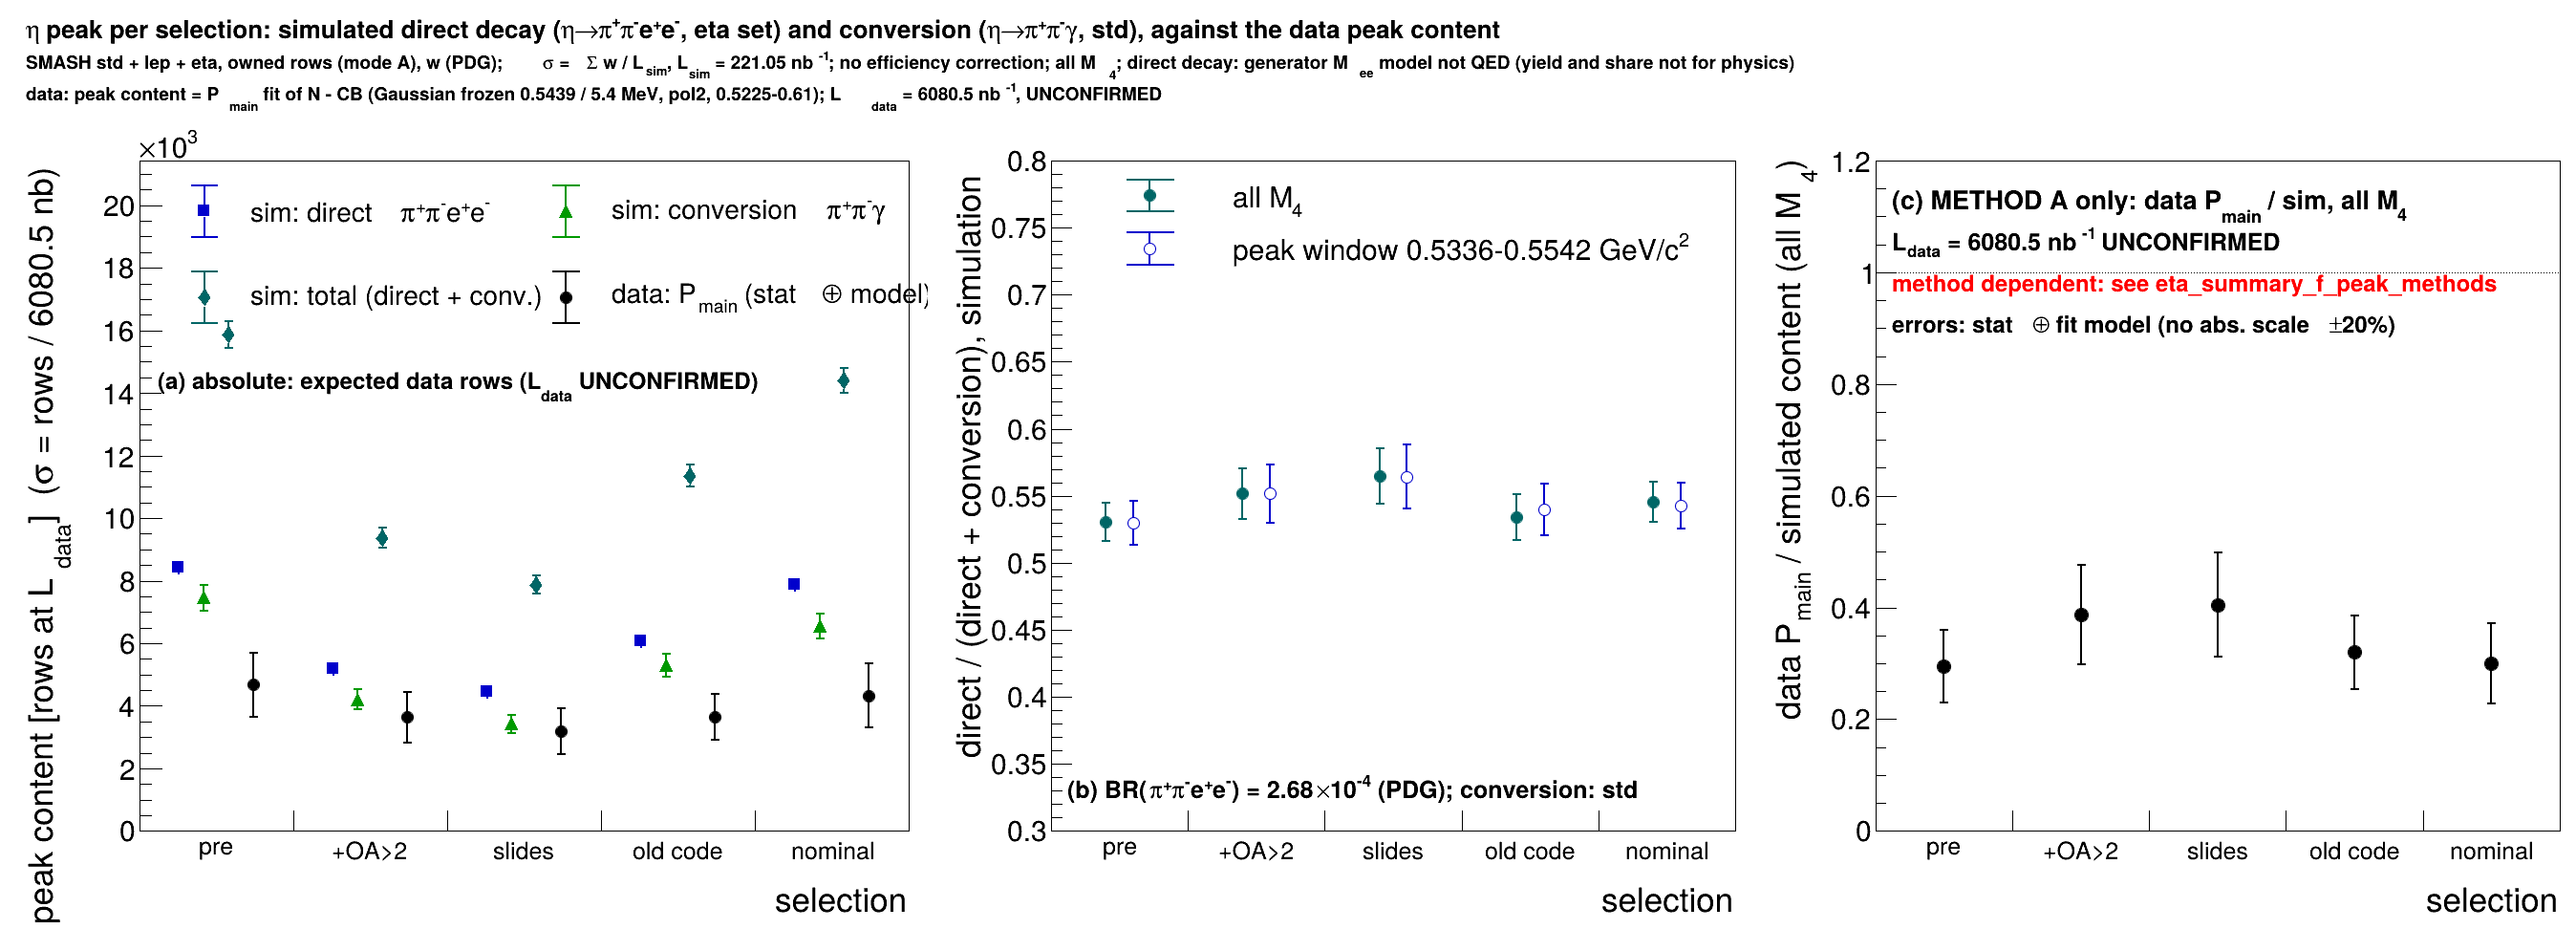 η peak per selection: simulated direct decay (η→π⁺π⁻e⁺e⁻, eta set) and conversion (η→π⁺π⁻γ, std), against the data peak content
SMASH std + lep + eta, owned rows (mode A), w (PDG); σ = Σ w / L_sim, L_sim = 221.05 nb⁻¹; no efficiency correction; all M_4; direct decay: generator M_ee model not QED (yield and share not for physics)
data: peak content = P_main fit of N - CB (Gaussian frozen 0.5439 / 5.4 MeV, pol2, 0.5225-0.61); L_data = 6080.5 nb⁻¹, UNCONFIRMED
×10³
peak content [rows at L_data] (σ = rows / 6080.5 nb)
20
18
16
14
12
10
8
6
4
2
0
sim: direct π⁺π⁻e⁺e⁻
sim: conversion π⁺π⁻γ
sim: total (direct + conv.)
data: P_main (stat ⊕ model)
(a) absolute: expected data rows (L_data UNCONFIRMED)
pre
+OA>2
slides
old code
nominal
selection
direct / (direct + conversion), simulation
0.8
0.75
0.7
0.65
0.6
0.55
0.5
0.45
0.4
0.35
0.3
all M₄
peak window 0.5336-0.5542 GeV/c²
(b) BR(π⁺π⁻e⁺e⁻) = 2.68×10⁻⁴ (PDG); conversion: std
pre
+OA>2
slides
old code
nominal
selection
data P_main / simulated content (all M_4)
1.2
1
0.8
0.6
0.4
0.2
0
(c) METHOD A only: data P_main / sim, all M₄
L_data = 6080.5 nb⁻¹ UNCONFIRMED
method dependent: see eta_summary_f_peak_methods
errors: stat ⊕ fit model (no abs. scale ±20%)
pre
+OA>2
slides
old code
nominal
selection